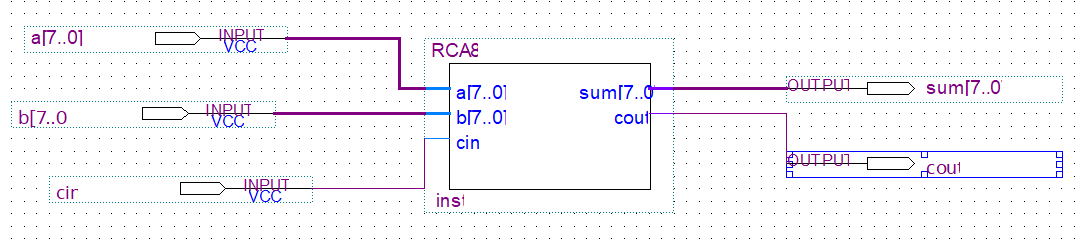 a[7..0]
INPUT
VCC
RCA8
a[7..0]
sum[7..0
OUTPUT
sum[7..0
b[7..0
INPUT
VCC
b[7..0]
cout
cin
OUTPUT
cout
cin
INPUT
VCC
inst